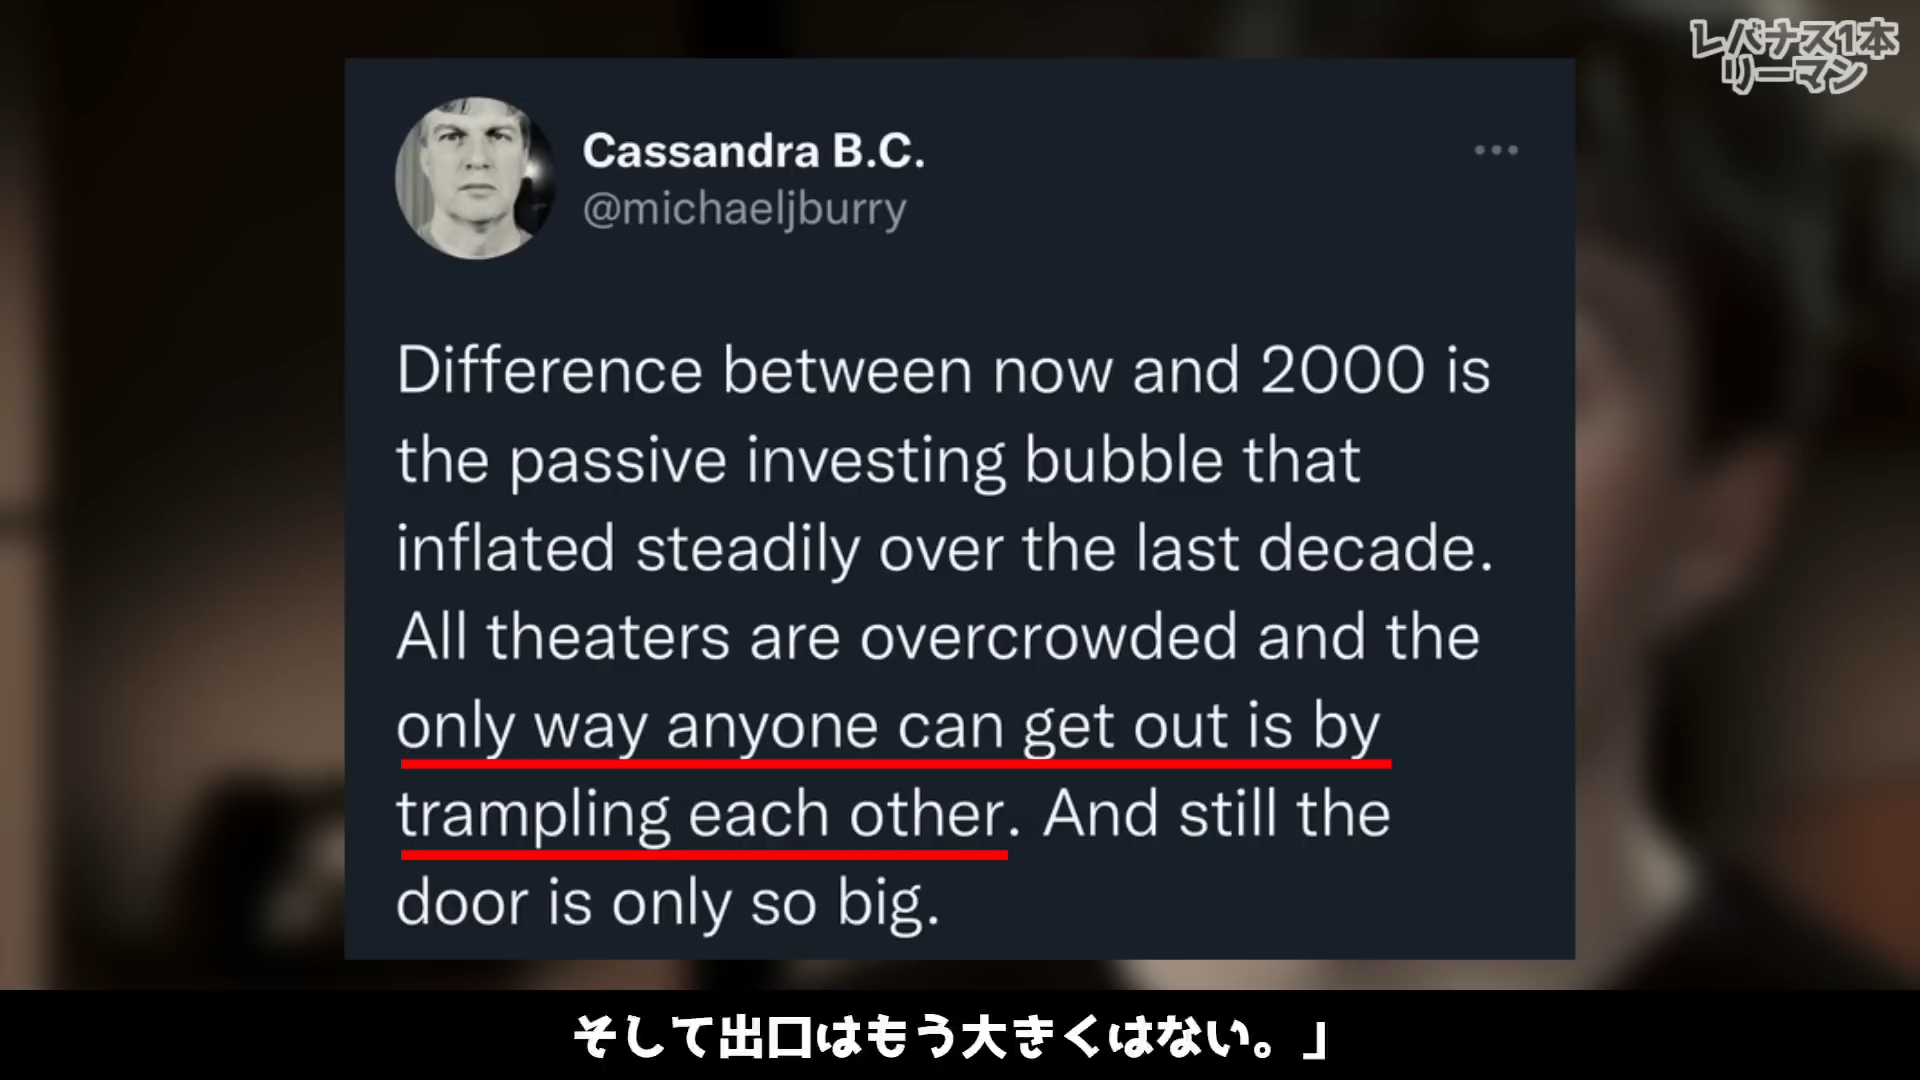 レバナス1本
リーマン
Cassandra B.C.
@michaeljburry
Difference between now and 2000 is
the passive investing bubble that
inflated steadily over the last decade.
All theaters are overcrowded and the
only way anyone can get out is by
trampling each other. And still the
door is only so big.
そして出口はもう大きくはない。」